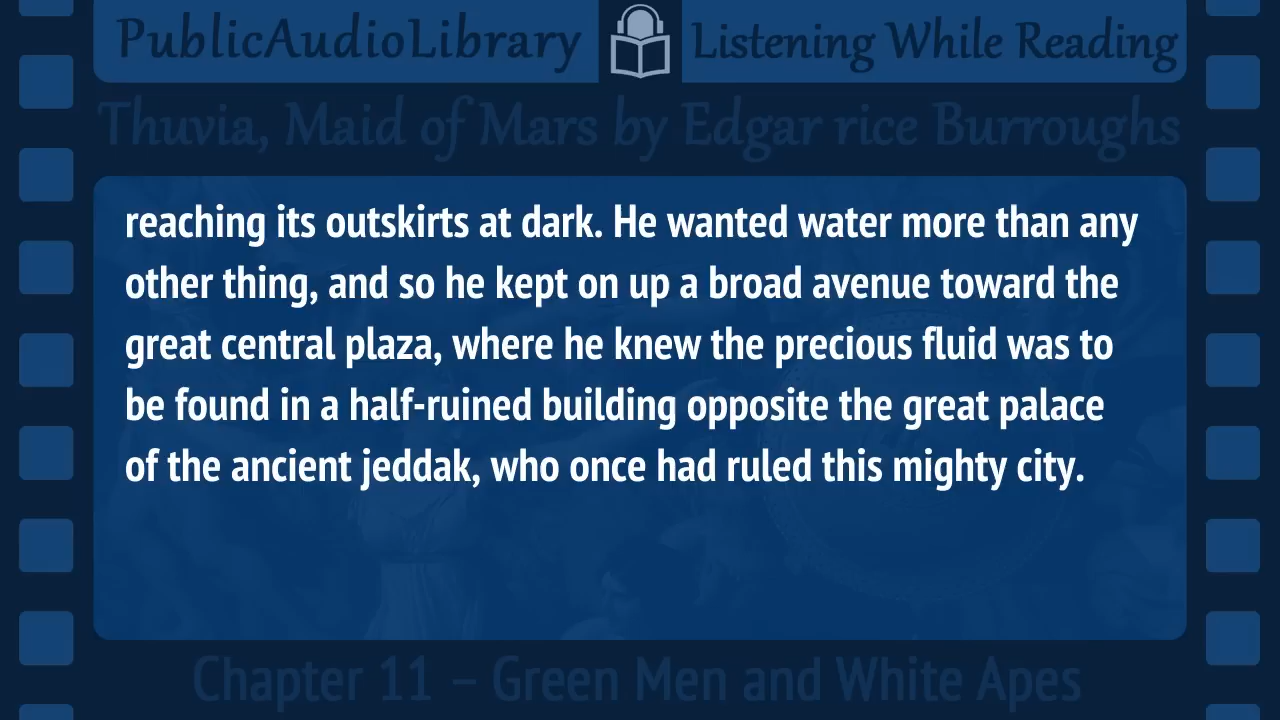 PublicAudioLibrary Listening While Reading
Thuvia, Maid of Mars by Edgar rice Burroughs
reaching its outskirts at dark. He wanted water more than any
other thing, and so he kept on up a broad avenue toward the
great central plaza, where he knew the precious fluid was to
be found in a half-ruined building opposite the great palace
of the ancient jeddak, who once had ruled this mighty city.
Chapter 11 – Green Men and White Apes